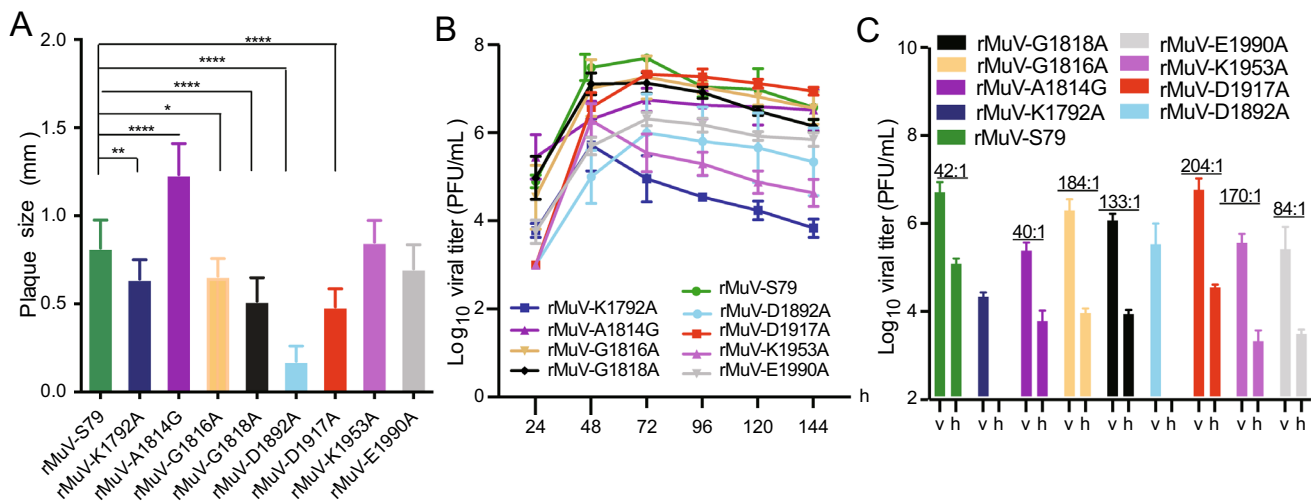 A
Plaque size (mm)
2.0
1.5
1.0
0.5
0.0
****
****
****
*
****
**
rMuV-S79
rMuV-K1792A
rMuV-A1814G
rMuV-G1816A
rMuV-G1818A
rMuV-D1892A
rMuV-D1917A
rMuV-K1953A
rMuV-E1990A
B
Log10 viral titer (PFU/mL)
8
6
4
2
0
rMuV-S79
rMuV-K1792A
rMuV-D1892A
rMuV-A1814G
rMuV-D1917A
rMuV-G1816A
rMuV-K1953A
rMuV-G1818A
rMuV-E1990A
h
24 48 72 96 120 144
C
Log10 viral titer (PFU/mL)
10
8
6
4
2
rMuV-G1818A
rMuV-G1816A
rMuV-A1814G
rMuV-K1792A
rMuV-S79
rMuV-E1990A
rMuV-K1953A
rMuV-D1917A
rMuV-D1892A
42:1
40:1
184:1
133:1
204:1
170:1
84:1
v h v h v h v h v h v h v h v h v h